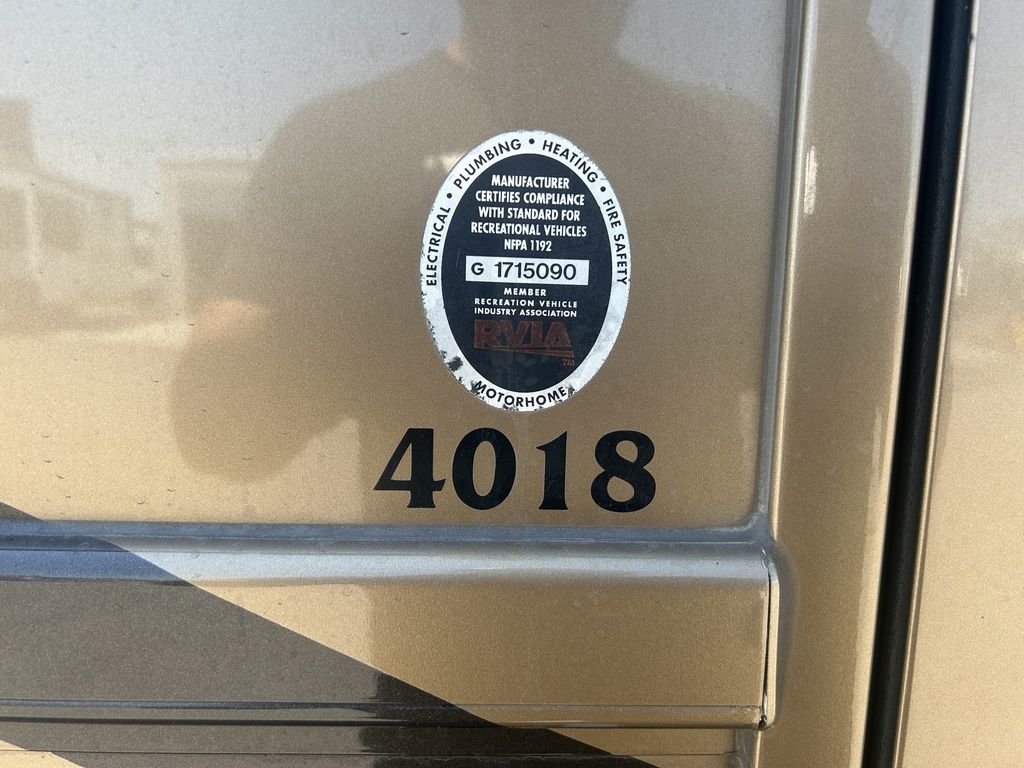 ELECTRICAL • PLUMBING • HEATING • FIRE SAFETY
MANUFACTURER
CERTIFIES COMPLIANCE
WITH STANDARD FOR
RECREATIONAL VEHICLES
NFPA 1192
G 1715090
MEMBER
RECREATION VEHICLE
INDUSTRY ASSOCIATION
RVIA
TM
MOTORHOME
4018